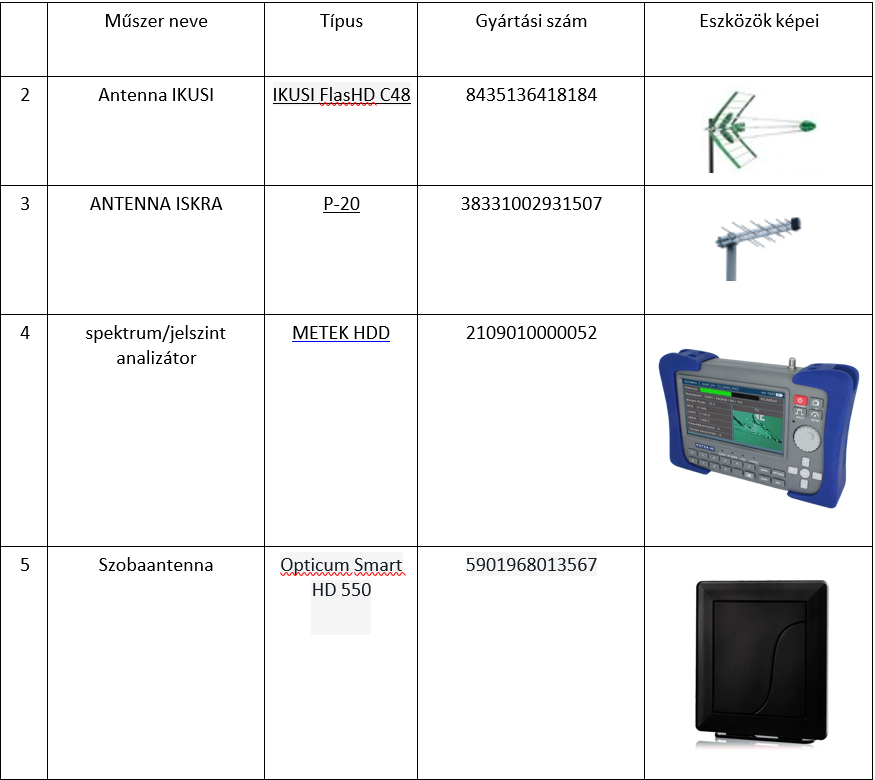 Műszer neve Típus Gyártási szám Eszközök képei
2 Antenna IKUSI IKUSI FlasHD C48 8435136418184
3 ANTENNA ISKRA P-20 38331002931507
4 spektrum/jelszint METEK HDD 2109010000052
analizátor
5 Szobaantenna Opticum Smart 5901968013567
HD 550